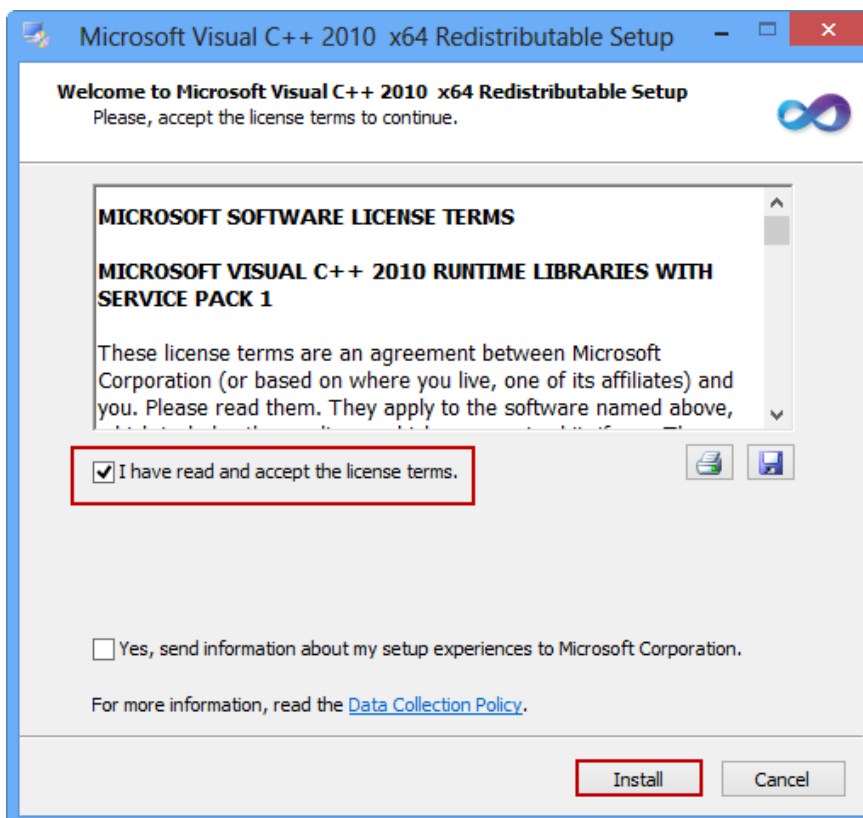 Microsoft Visual C++ 2010 x64 Redistributable Setup
Welcome to Microsoft Visual C++ 2010 x64 Redistributable Setup
Please, accept the license terms to continue.
MICROSOFT SOFTWARE LICENSE TERMS
MICROSOFT VISUAL C++ 2010 RUNTIME LIBRARIES WITH
SERVICE PACK 1
These license terms are an agreement between Microsoft
Corporation (or based on where you live, one of its affiliates) and
you. Please read them. They apply to the software named above,
I have read and accept the license terms.
Yes, send information about my setup experiences to Microsoft Corporation.
For more information, read the Data Collection Policy.
Install
Cancel